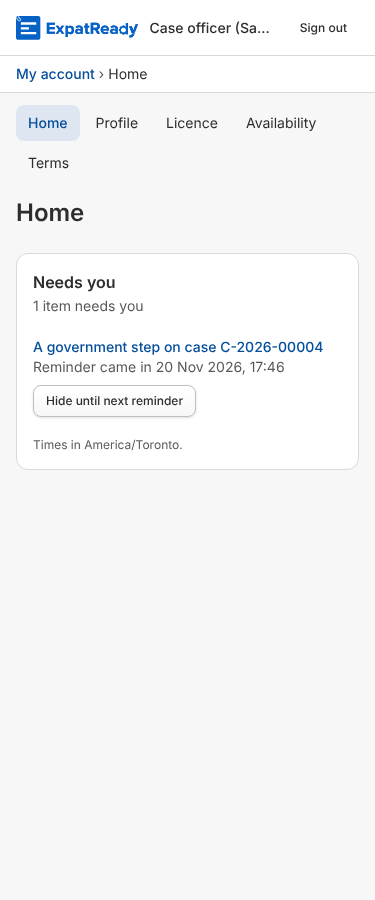 ExpatReady Case officer (Sa... Sign out
My account › Home
Home Profile Licence Availability
Terms
Home
Needs you
1 item needs you
A government step on case C-2026-00004
Reminder came in 20 Nov 2026, 17:46
Hide until next reminder
Times in America/Toronto.